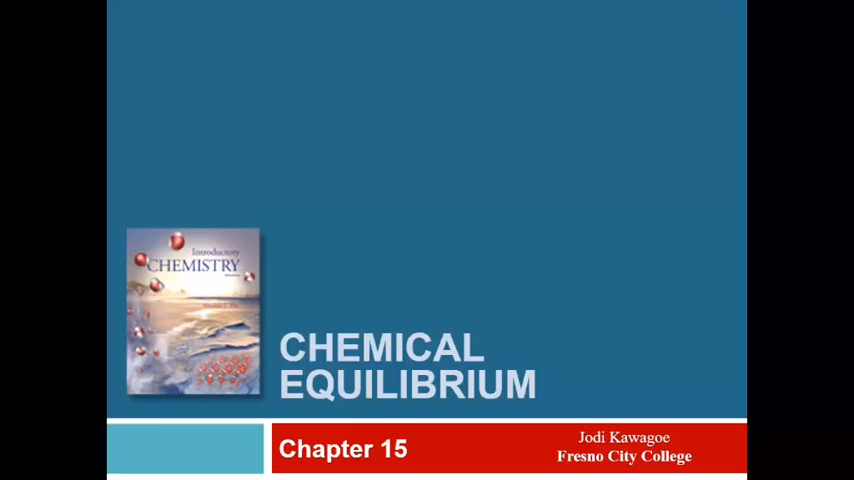 Introductory
CHEMISTRY
CHEMICAL
EQUILIBRIUM
Chapter 15
Jodi Kawagoe
Fresno City College